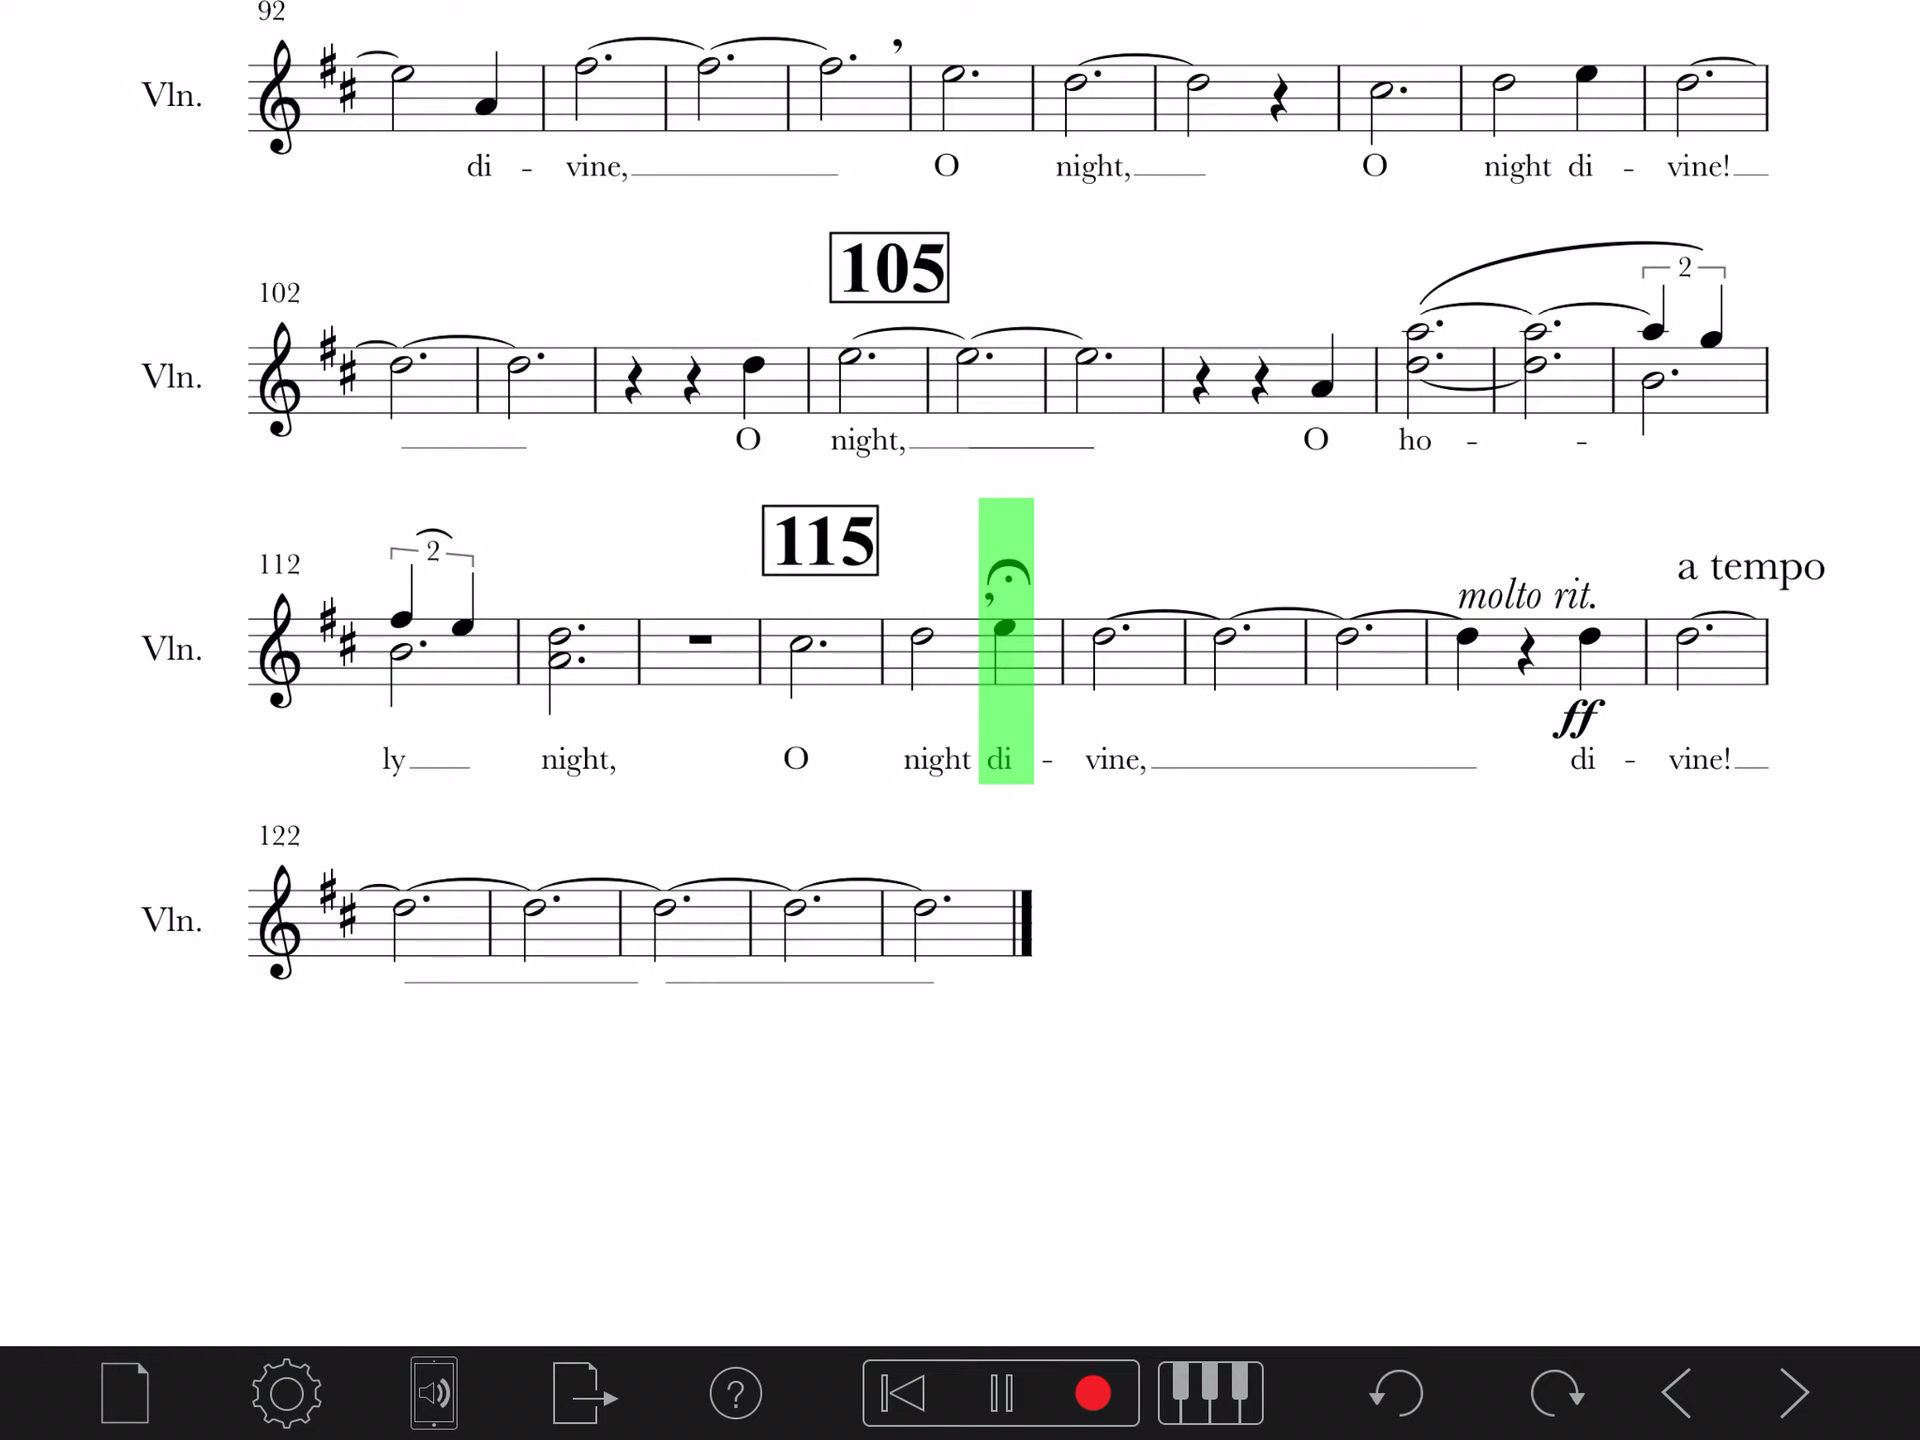 92
Vln.
di - vine, O night, O night di - vine!
105
2
102
Vln.
O night, O ho - -
115
2
112
a tempo
molto rit.
Vln.
ff
ly night, O night di - vine, di - vine!
122
Vln.
?